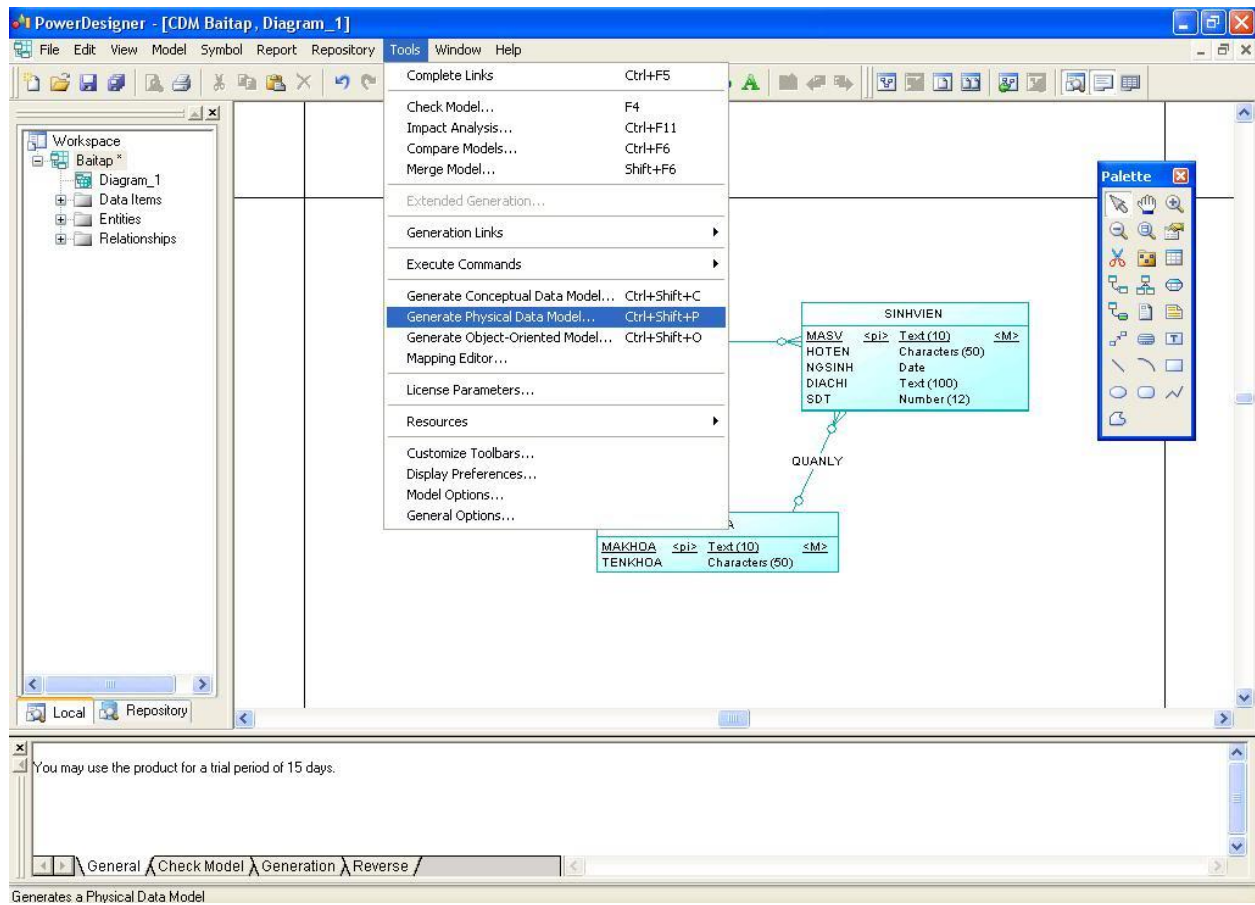 PowerDesigner - [CDM Baitap, Diagram_1]
File Edit View Model Symbol Report Repository Tools Window Help
Complete Links Ctrl+F5
Check Model... F4
Impact Analysis... Ctrl+F11
Compare Models... Ctrl+F6
Merge Model... Shift+F6
Extended Generation...
Generation Links
Execute Commands
Generate Conceptual Data Model... Ctrl+Shift+C
Generate Physical Data Model... Ctrl+Shift+P
Generate Object-Oriented Model... Ctrl+Shift+O
Mapping Editor...
License Parameters...
Resources
Customize Toolbars...
Display Preferences...
Model Options...
General Options...
Workspace
Baitap *
Diagram_1
Data Items
Entities
Relationships
Local Repository
Palette
SINHVIEN
MASV <pi> Text (10) <M>
HOTEN Characters (50)
NGSINH Date
DIACHI Text (100)
SDT Number (12)
QUANLY
A
MAKHOA <pi> Text (10) <M>
TENKHOA Characters (50)
You may use the product for a trial period of 15 days.
General Check Model Generation Reverse
Generates a Physical Data Model